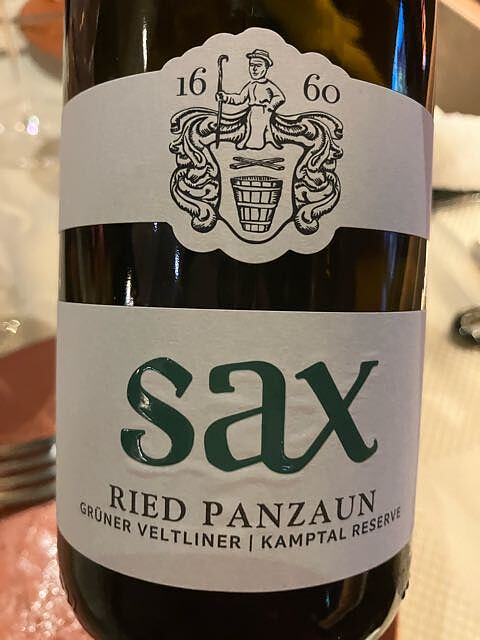 16 60
sax
RIED PANZAUN
GRÜNER VELTLINER | KAMPTAL RESERVE